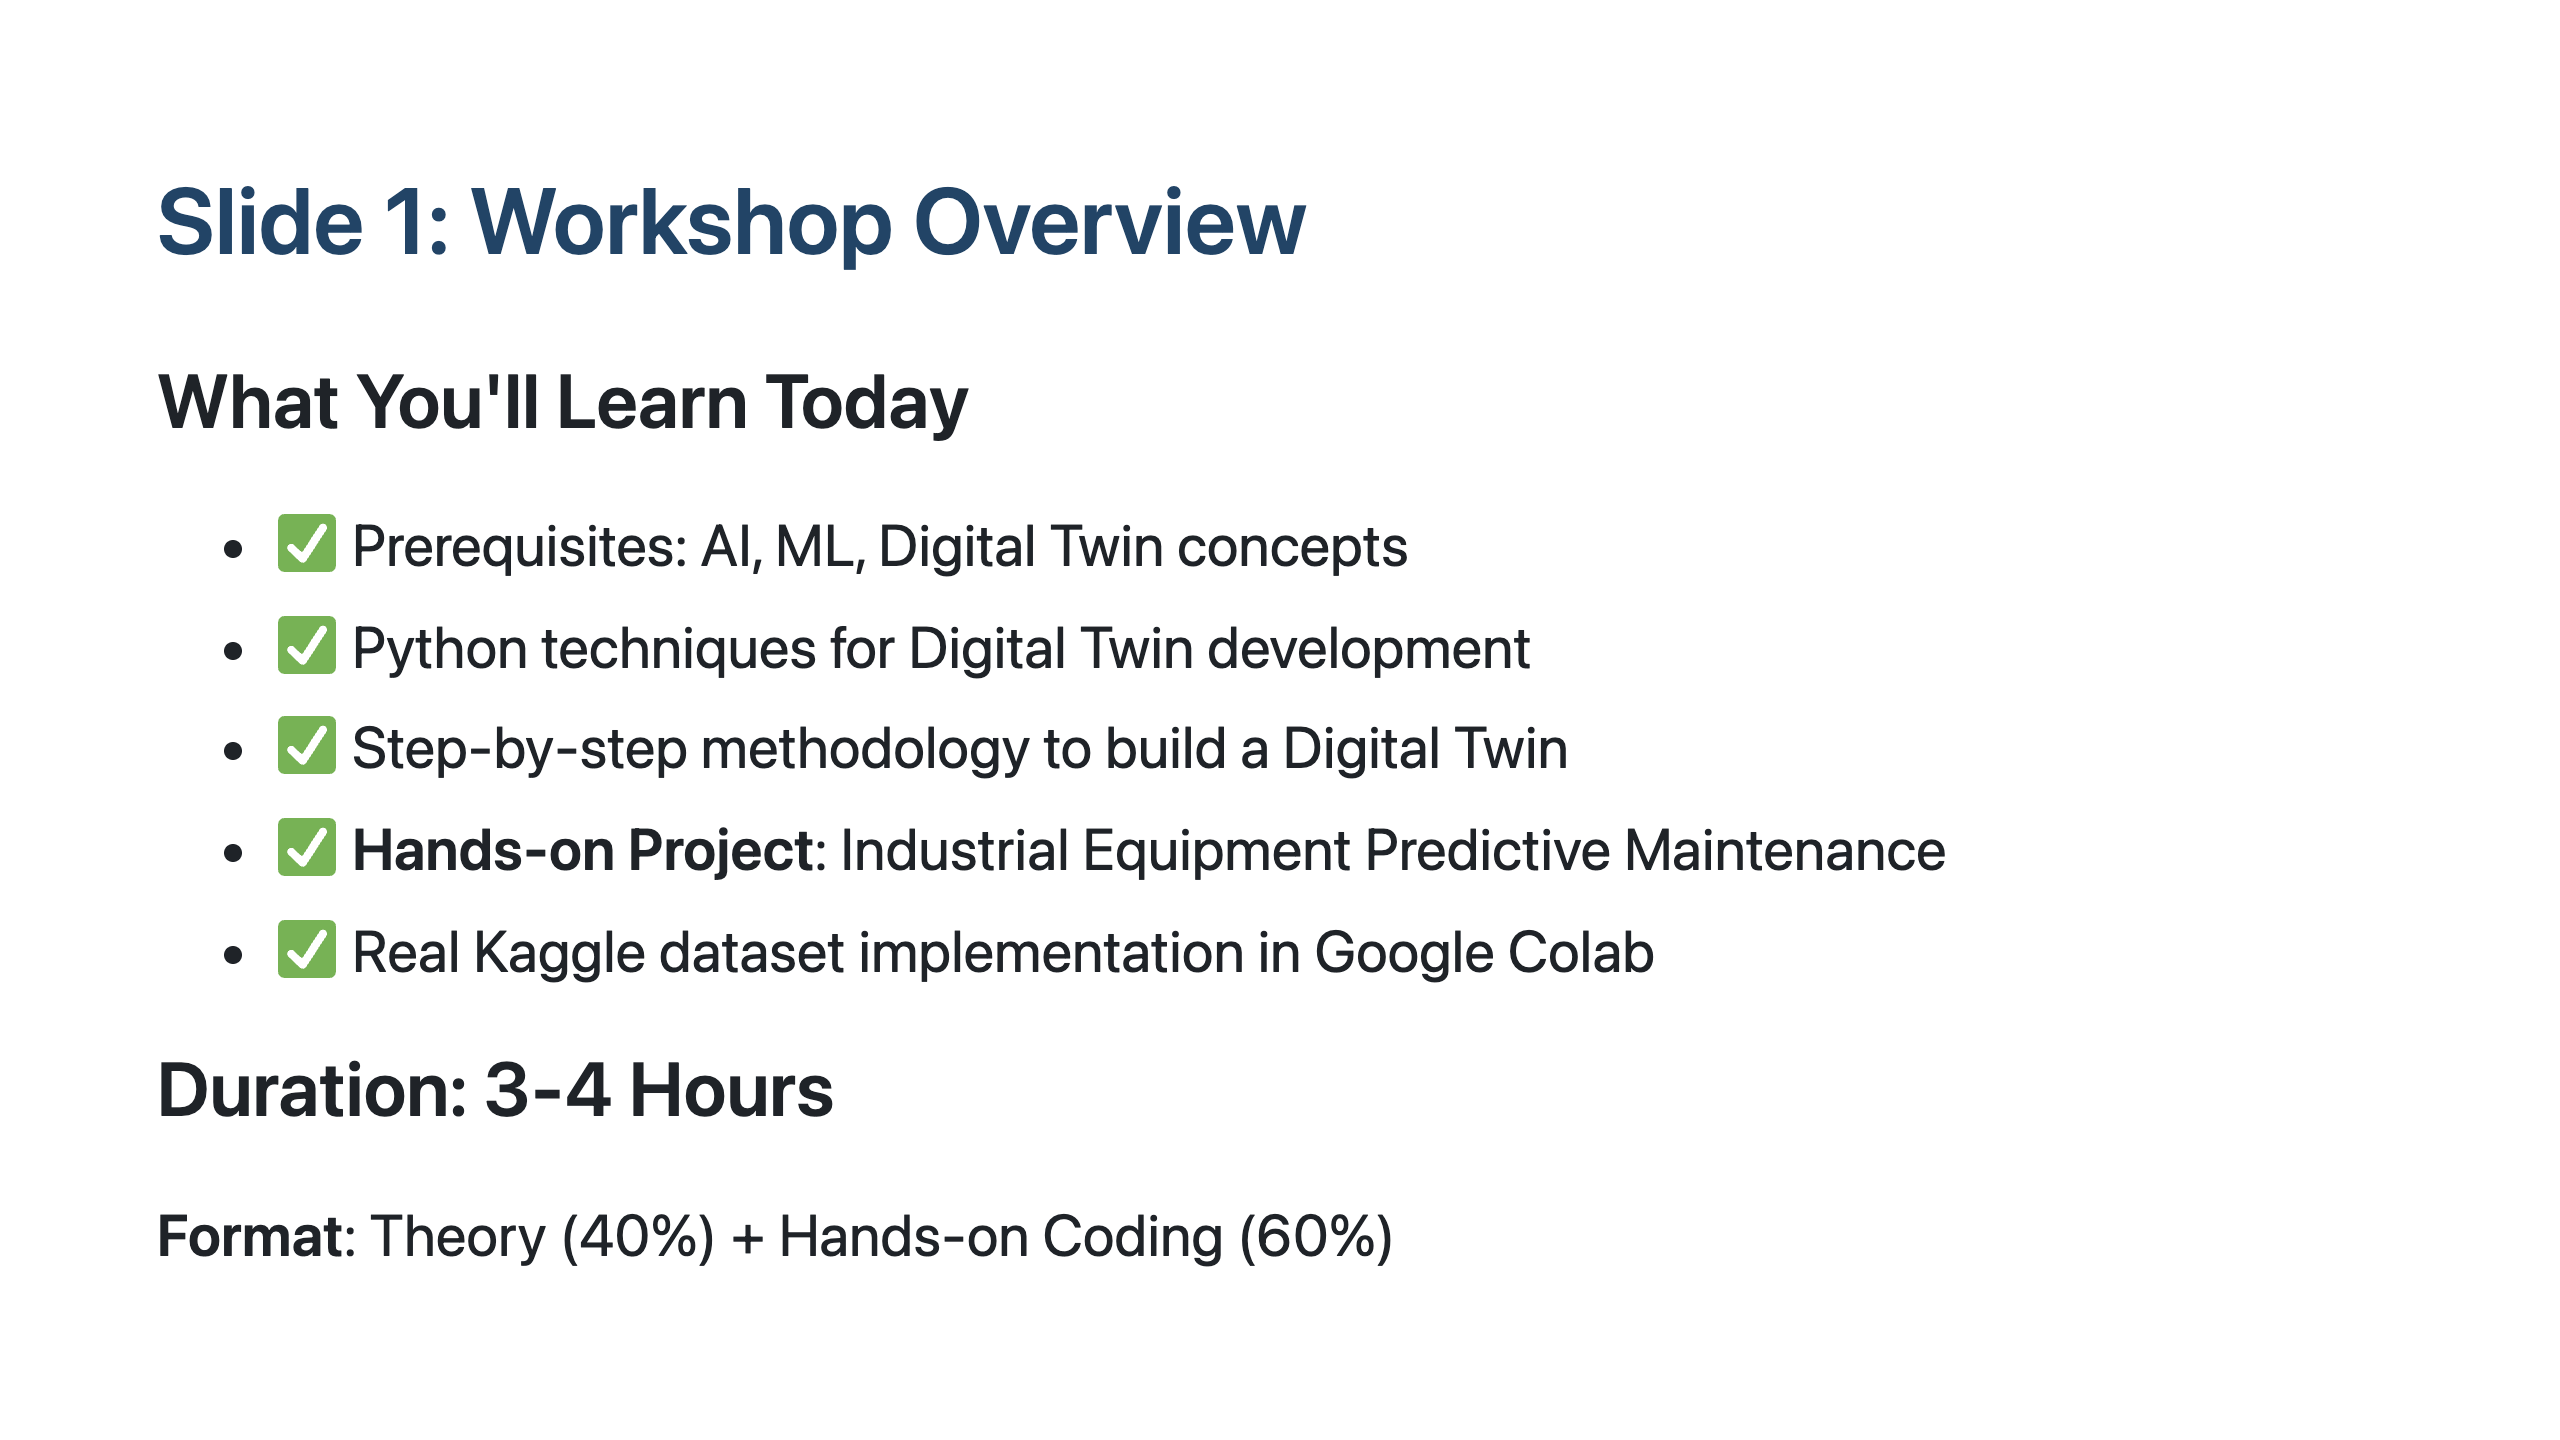 Slide 1: Workshop Overview
What You'll Learn Today
• ✅ Prerequisites: AI, ML, Digital Twin concepts
• ✅ Python techniques for Digital Twin development
• ✅ Step-by-step methodology to build a Digital Twin
• ✅ Hands-on Project: Industrial Equipment Predictive Maintenance
• ✅ Real Kaggle dataset implementation in Google Colab
Duration: 3-4 Hours
Format: Theory (40%) + Hands-on Coding (60%)